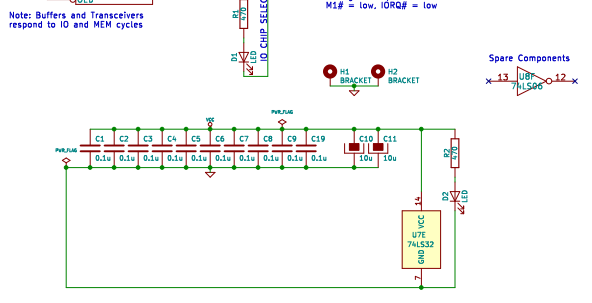 M1# = low, IORQ# = low
Note: Buffers and Transceivers
respond to IO and MEM cycles
R1
470
D1
LED
IO CHIP SELEC
H1
BRACKET
H2
BRACKET
Spare Components
13
U8F
74LS06
12
PWR_FLAG
VCC
PWR_FLAG
C1
0.1u
C2
0.1u
C3
0.1u
C4
0.1u
C5
0.1u
C6
0.1u
C7
0.1u
C8
0.1u
C9
0.1u
C19
0.1u
C10
10u
C11
10u
R2
470
D2
LED
14
VCC
U7E
74LS32
GND
7